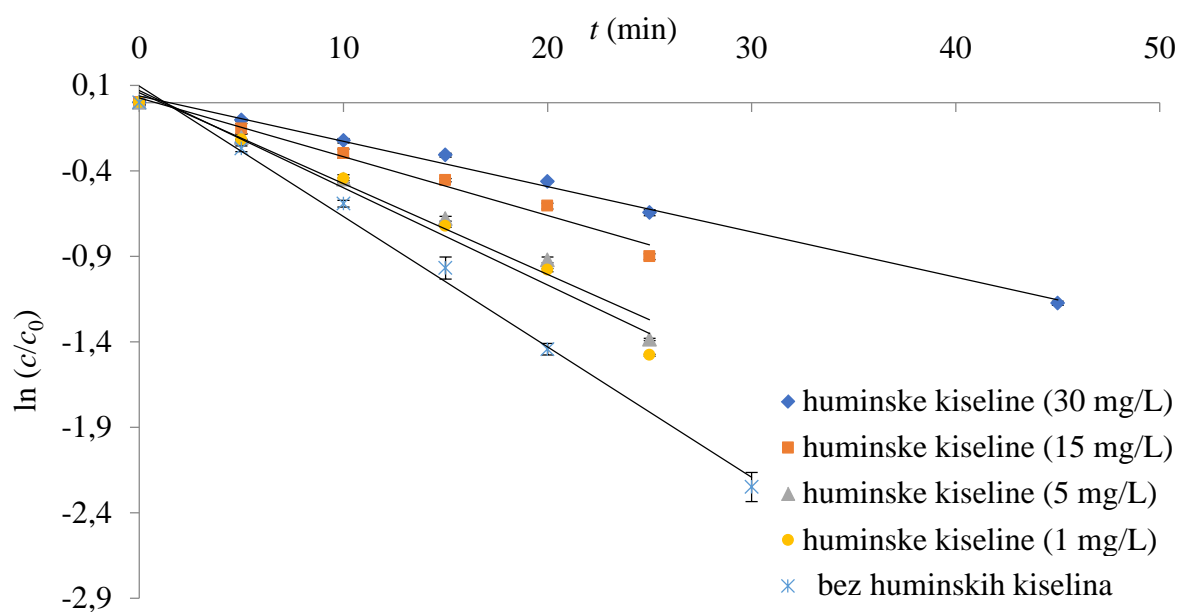 t (min)
0 10 20 30 40 50
0,1
-0,4
-0,9
-1,4
-1,9
-2,4
-2,9
ln (c/c₀)
huminske kiseline (30 mg/L)
huminske kiseline (15 mg/L)
huminske kiseline (5 mg/L)
huminske kiseline (1 mg/L)
bez huminskih kiselina